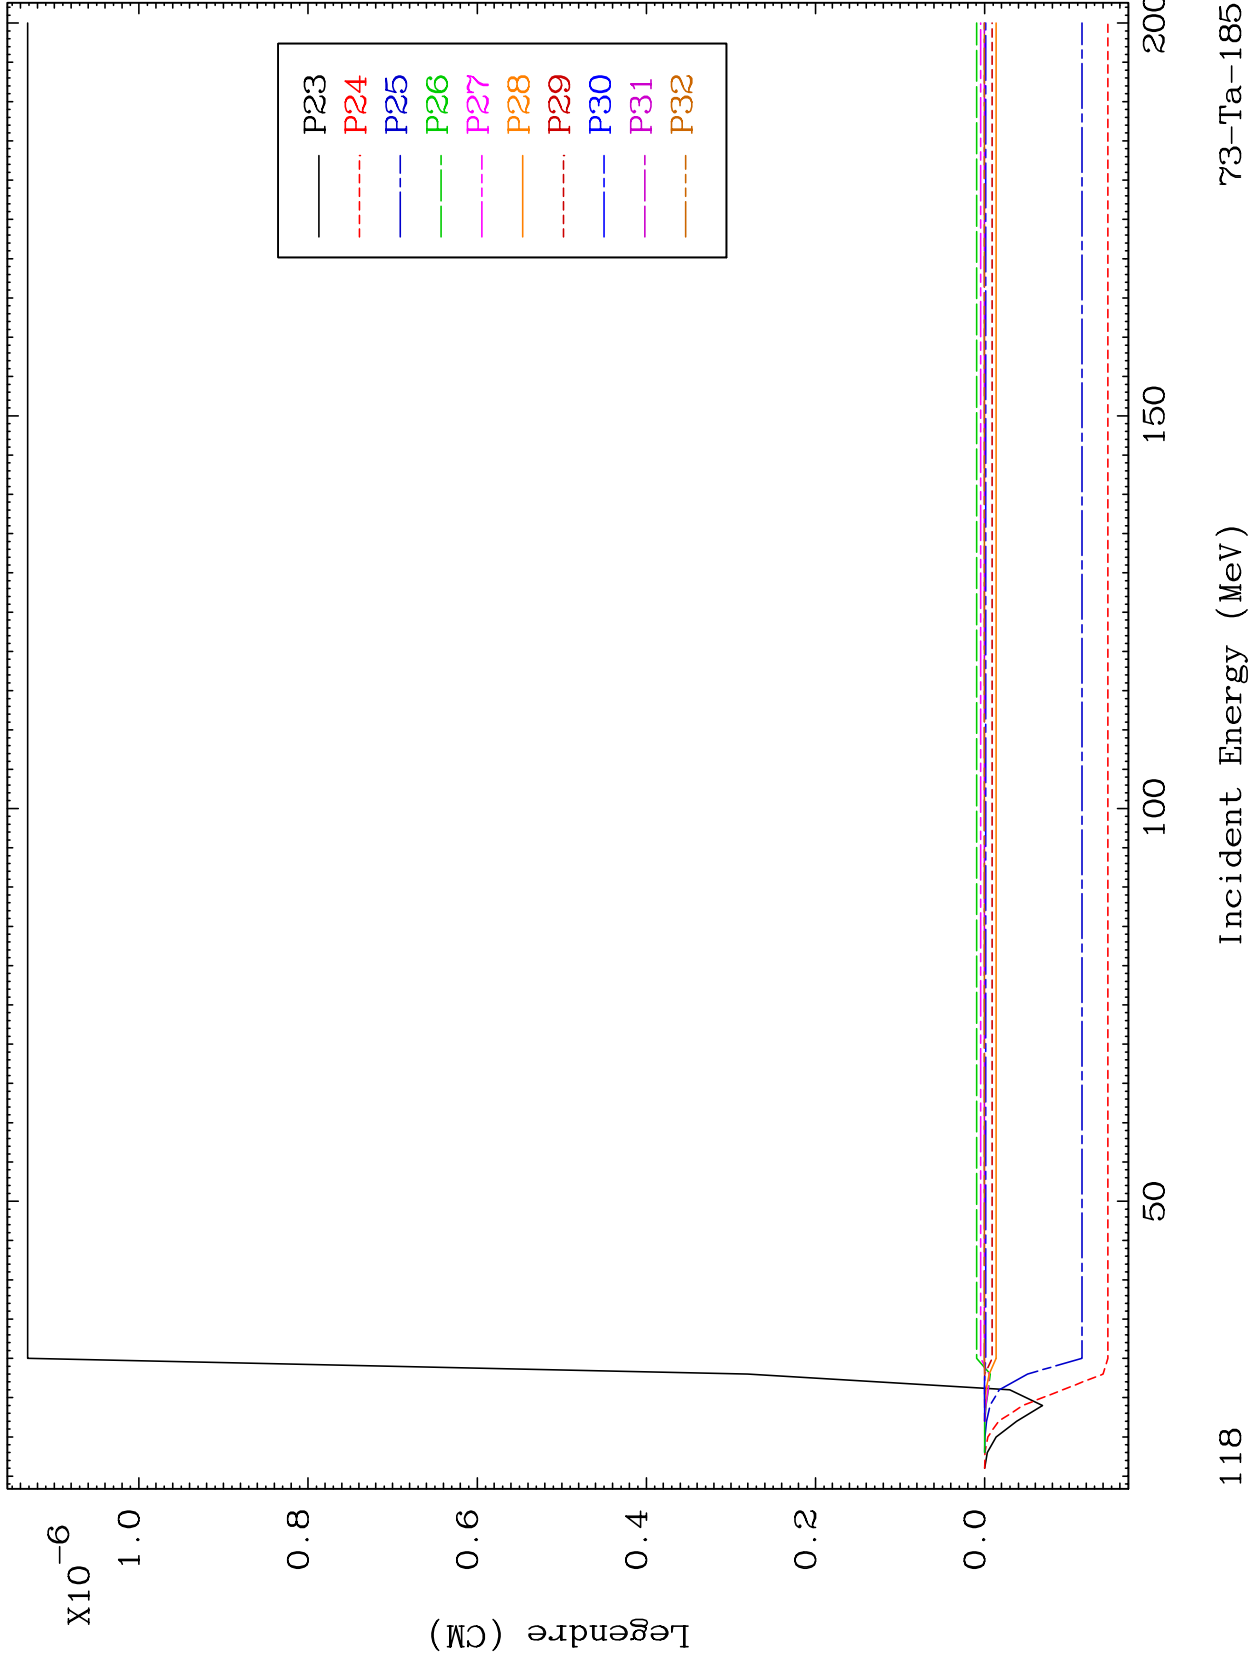 X10-6
1.0
0.8
0.6
0.4
0.2
0.0
Legendre (CM)
P23
P24
P25
P26
P27
P28
P29
P30
P31
P32
50
100
150
200
Incident Energy (MeV)
118
73-Ta-185